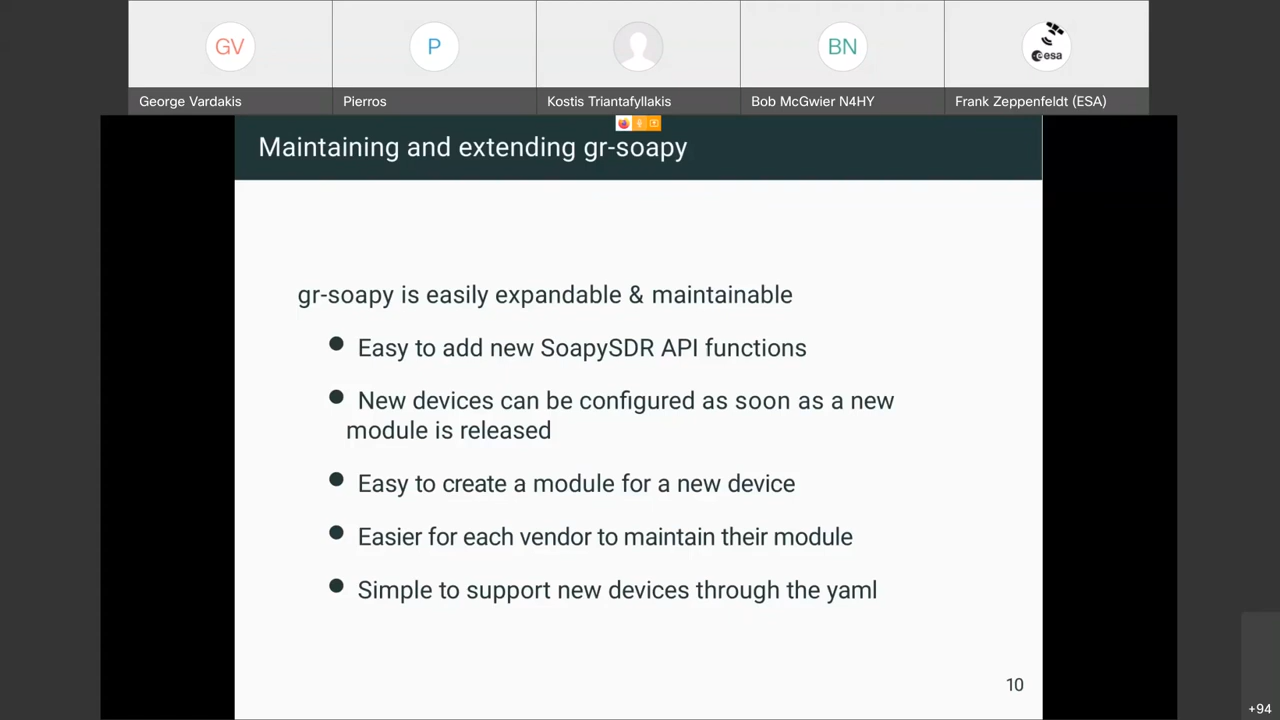 GV
P
BN
esa
George Vardakis
Pierros
Kostis Triantafyllakis
Bob McGwier N4HY
Frank Zeppenfeldt (ESA)
Maintaining and extending gr-soapy
gr-soapy is easily expandable & maintainable
● Easy to add new SoapySDR API functions
● New devices can be configured as soon as a new
module is released
● Easy to create a module for a new device
● Easier for each vendor to maintain their module
● Simple to support new devices through the yaml
10
+94